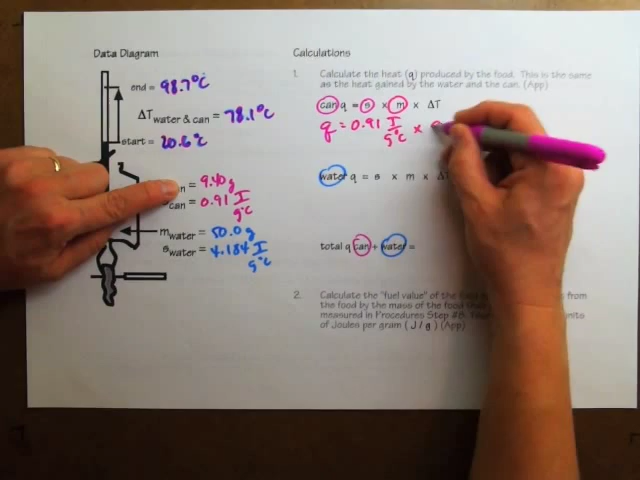 Data Diagram
end = 98.7°C
ΔT water & can = 78.1°C
start = 20.6°C
= 9.40g
can = 0.91 J/g°C
m water = 50.0g
s water = 4.184 J/g°C
Calculations
1. Calculate the heat (q) produced by the food. This is the same
as the heat gained by the water and the can. (App)
can q = s × m × ΔT
q = 0.91 J/g°C ×
water q = s × m ×
total q can + water =
2. Calculate the "fuel value" of the
from
the food by the mass of the food
measured in Procedures Step #8.
units
of Joules per gram (J/g) (App)